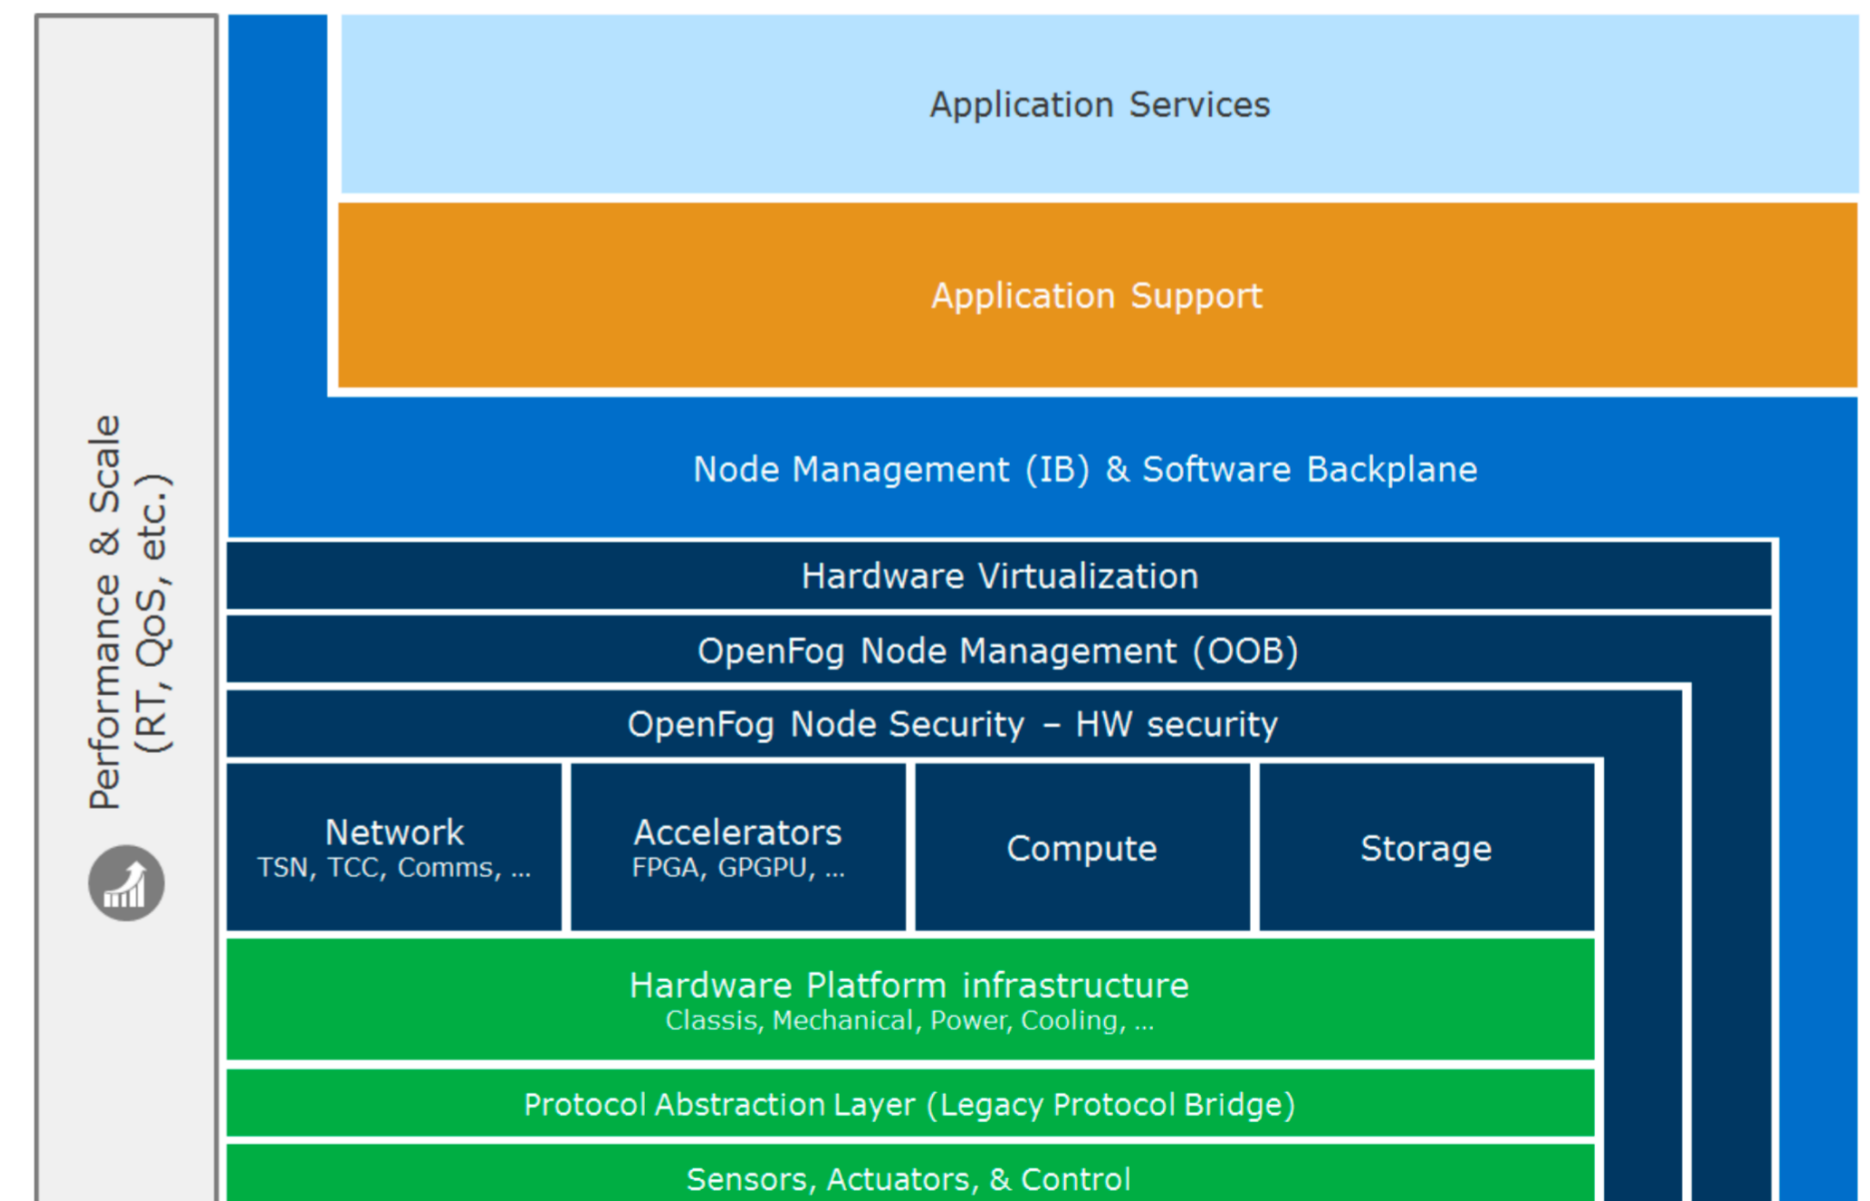 Performance & Scale
(RT, QoS, etc.)
Application Services
Application Support
Node Management (IB) & Software Backplane
Hardware Virtualization
OpenFog Node Management (OOB)
OpenFog Node Security – HW security
Network
TSN, TCC, Comms, ...
Accelerators
FPGA, GPGPU, ...
Compute
Storage
Hardware Platform infrastructure
Classis, Mechanical, Power, Cooling, ...
Protocol Abstraction Layer (Legacy Protocol Bridge)
Sensors, Actuators, & Control